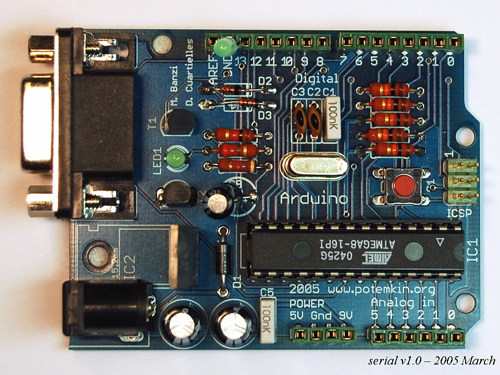 AREF
GND
13 12 11 10 9 8
7 6 5 4 3 2 1 0
M. Banzi
D. Cuartielles
D2
D3
Digital
C3 C2 C1
100nK
T1
LED1
1
ICSP
Arduino
ATMEL 0425G
ATMEGA8-16PI
IC1
IC2
D1
C5
100nK
2005 www.potemkin.org
POWER
Analog in
5V Gnd 9V
5 4 3 2 1 0
serial v1.0 – 2005 March